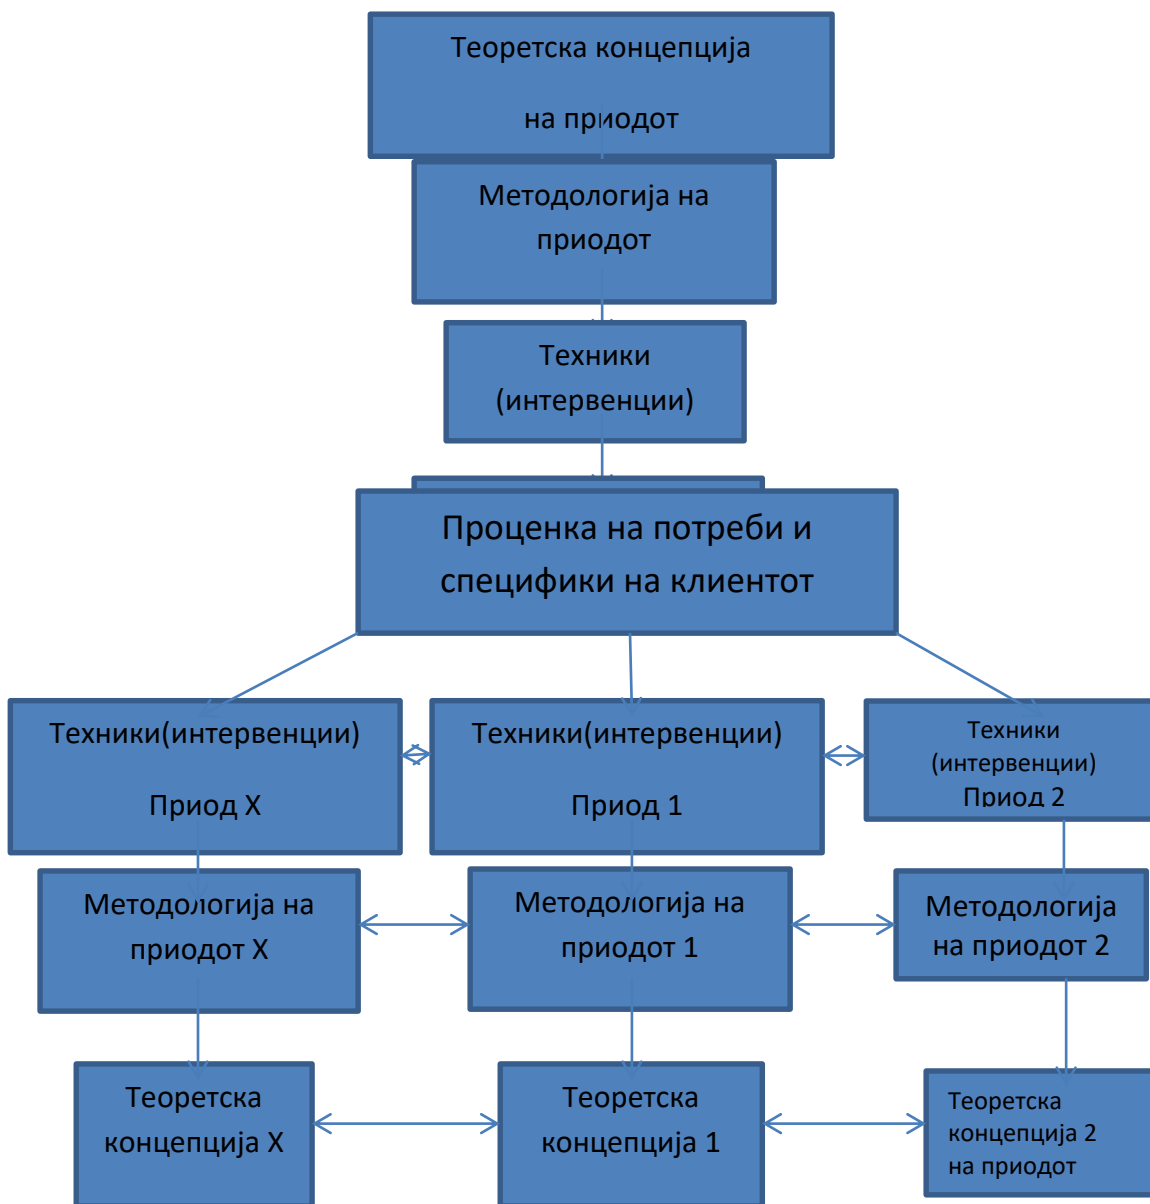 Теоретска концепција
на приодот
Методологија на
приодот
Техники
(интервенции)
Проценка на потреби и
специфики на клиентот
Техники(интервенции)
Приод X
Техники(интервенции)
Приод 1
Техники
(интервенции)
Приод 2
Методологија на
приодот X
Методологија на
приодот 1
Методологија
на приодот 2
Теоретска
концепција X
Теоретска
концепција 1
Теоретска
концепција 2
на приодот